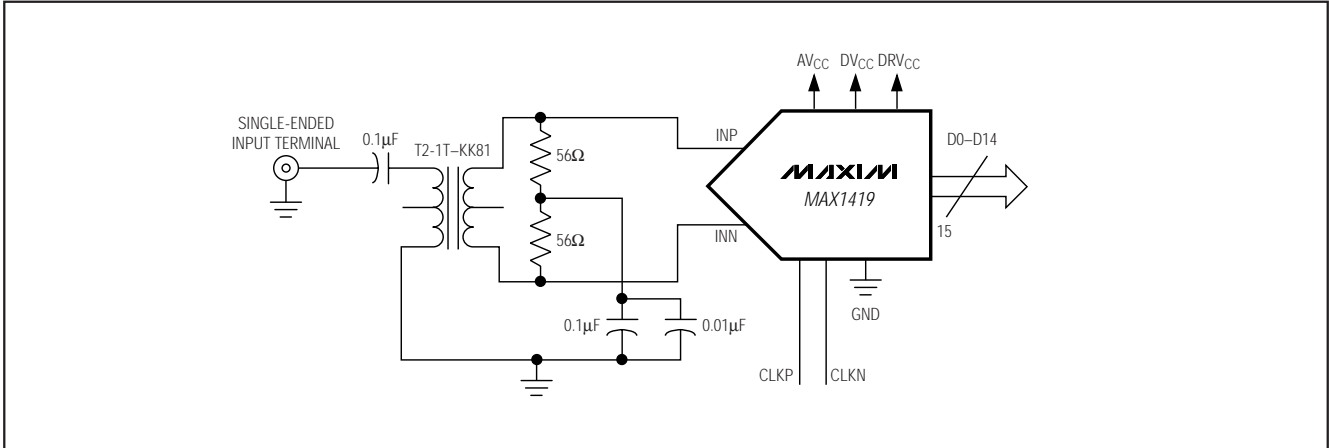 AVCC DVCC DRVCC
SINGLE-ENDED
INPUT TERMINAL
0.1µF
T2-1T–KK81
56Ω
56Ω
INP
INN
MAXIM
MAX1419
D0–D14
15
GND
0.1µF
0.01µF
CLKP
CLKN